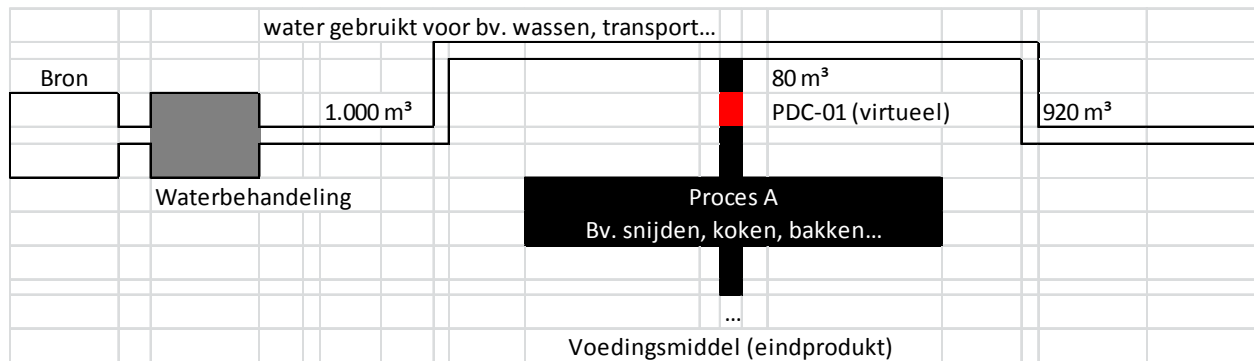 water gebruikt voor bv. wassen, transport...
Bron
80 m³
1.000 m³
PDC-01 (virtueel)
920 m³
Waterbehandeling
Proces A
Bv. snijden, koken, bakken...
...
Voedingsmiddel (eindprodukt)